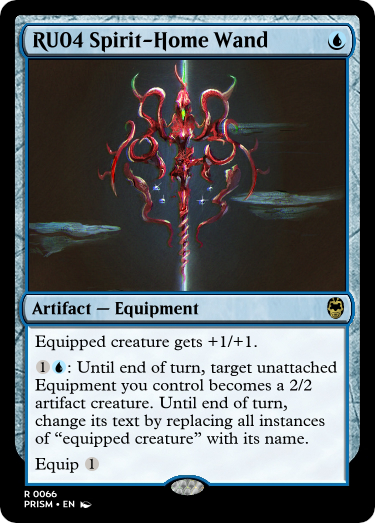 RU04 Spirit-Home Wand
Artifact — Equipment
Equipped creature gets +1/+1.
1: Until end of turn, target unattached
Equipment you control becomes a 2/2
artifact creature. Until end of turn,
change its text by replacing all instances
of “equipped creature” with its name.
Equip 1
R 0066
PRISM • EN